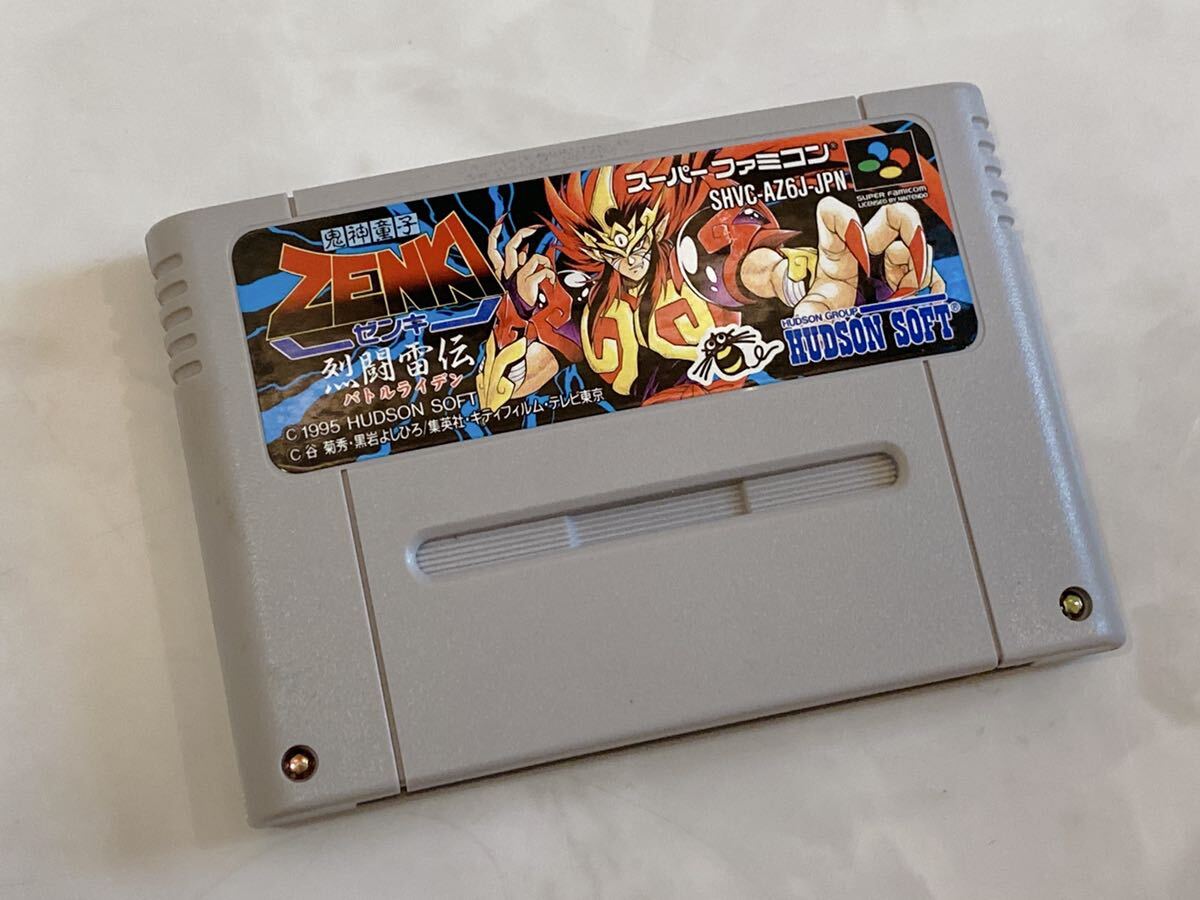 鬼神童子
ZENKI
ゼンキ
烈闘雷伝
バトルライデン
C 1995 HUDSON SOFT
C 谷 菊秀・黒岩よしひろ/集英社・キティフィルム・テレビ東京
スーパーファミコン®
SHVC-AZ6J-JPN
SUPER FAMICOM
LICENSED BY NINTENDO
HUDSON GROUP
HUDSON SOFT®